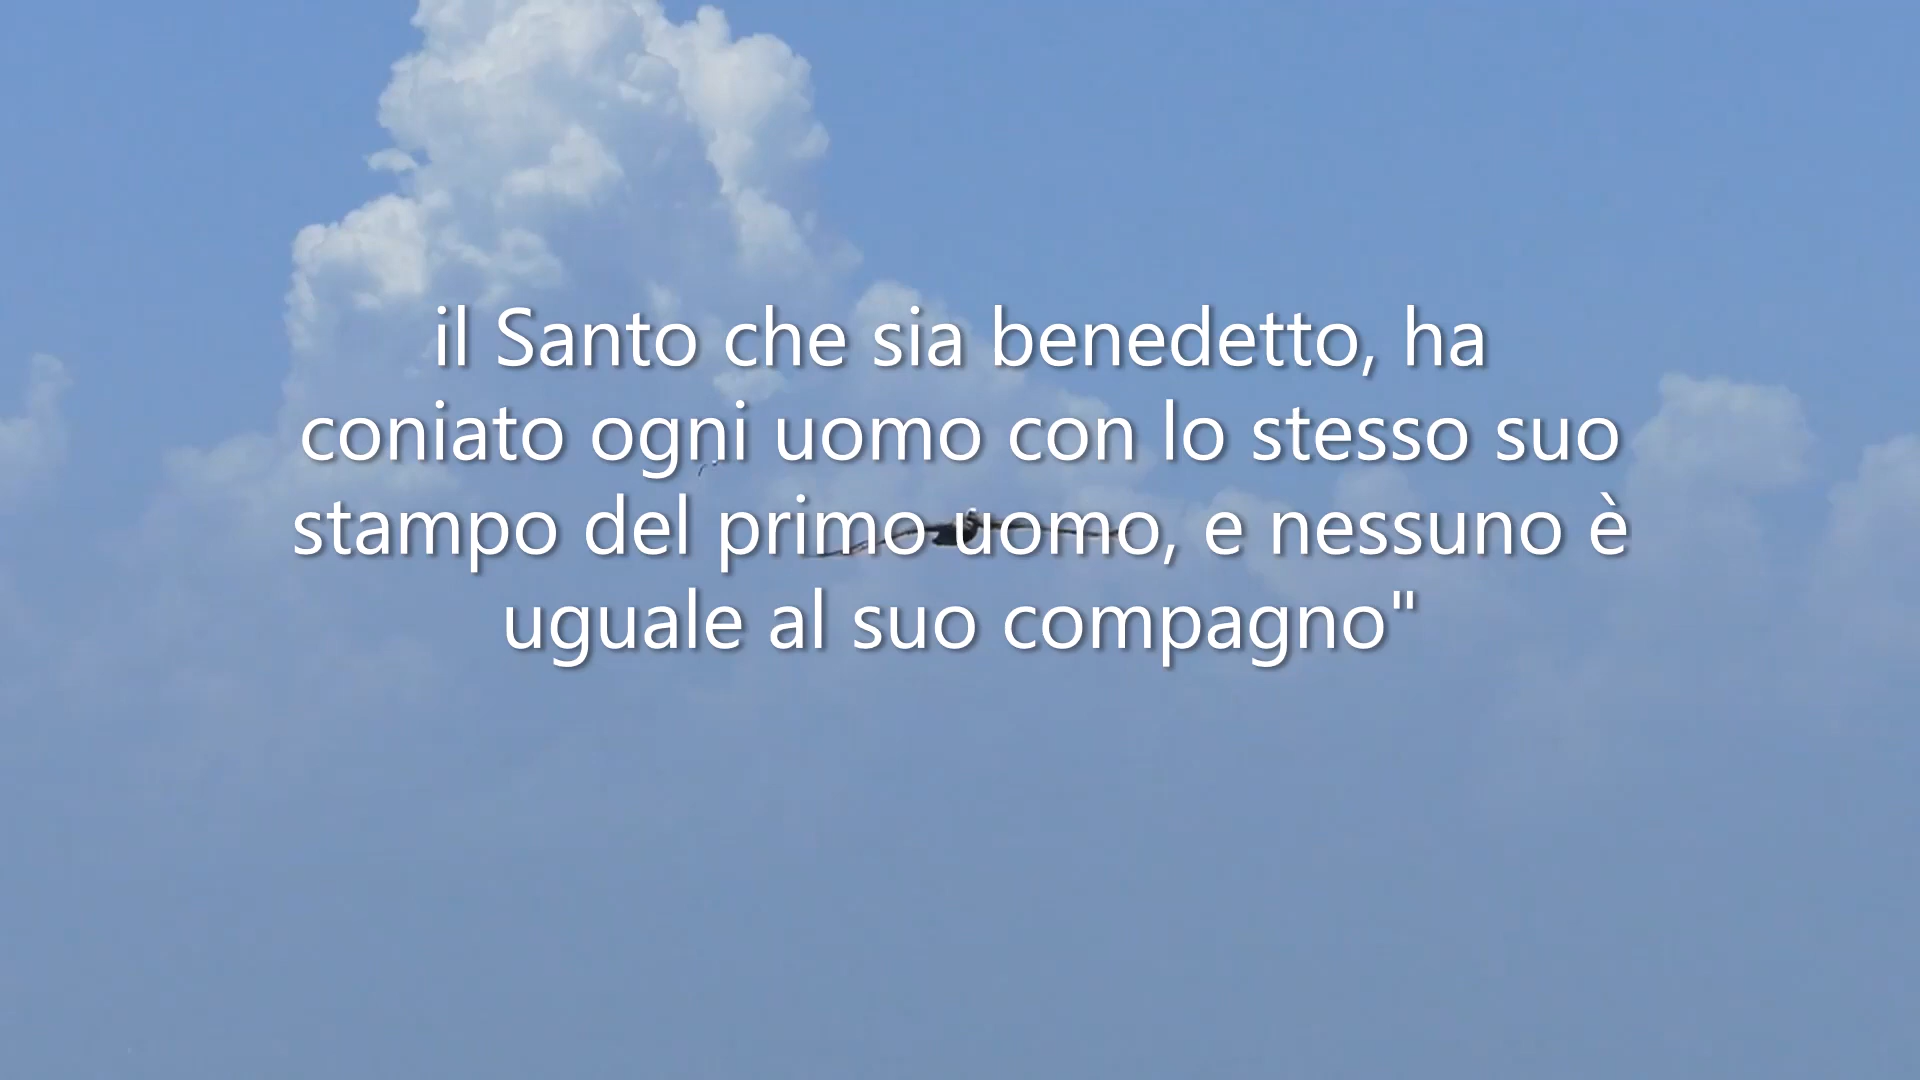 il Santo che sia benedetto, ha
coniato ogni uomo con lo stesso suo
stampo del primo uomo, e nessuno è
uguale al suo compagno"